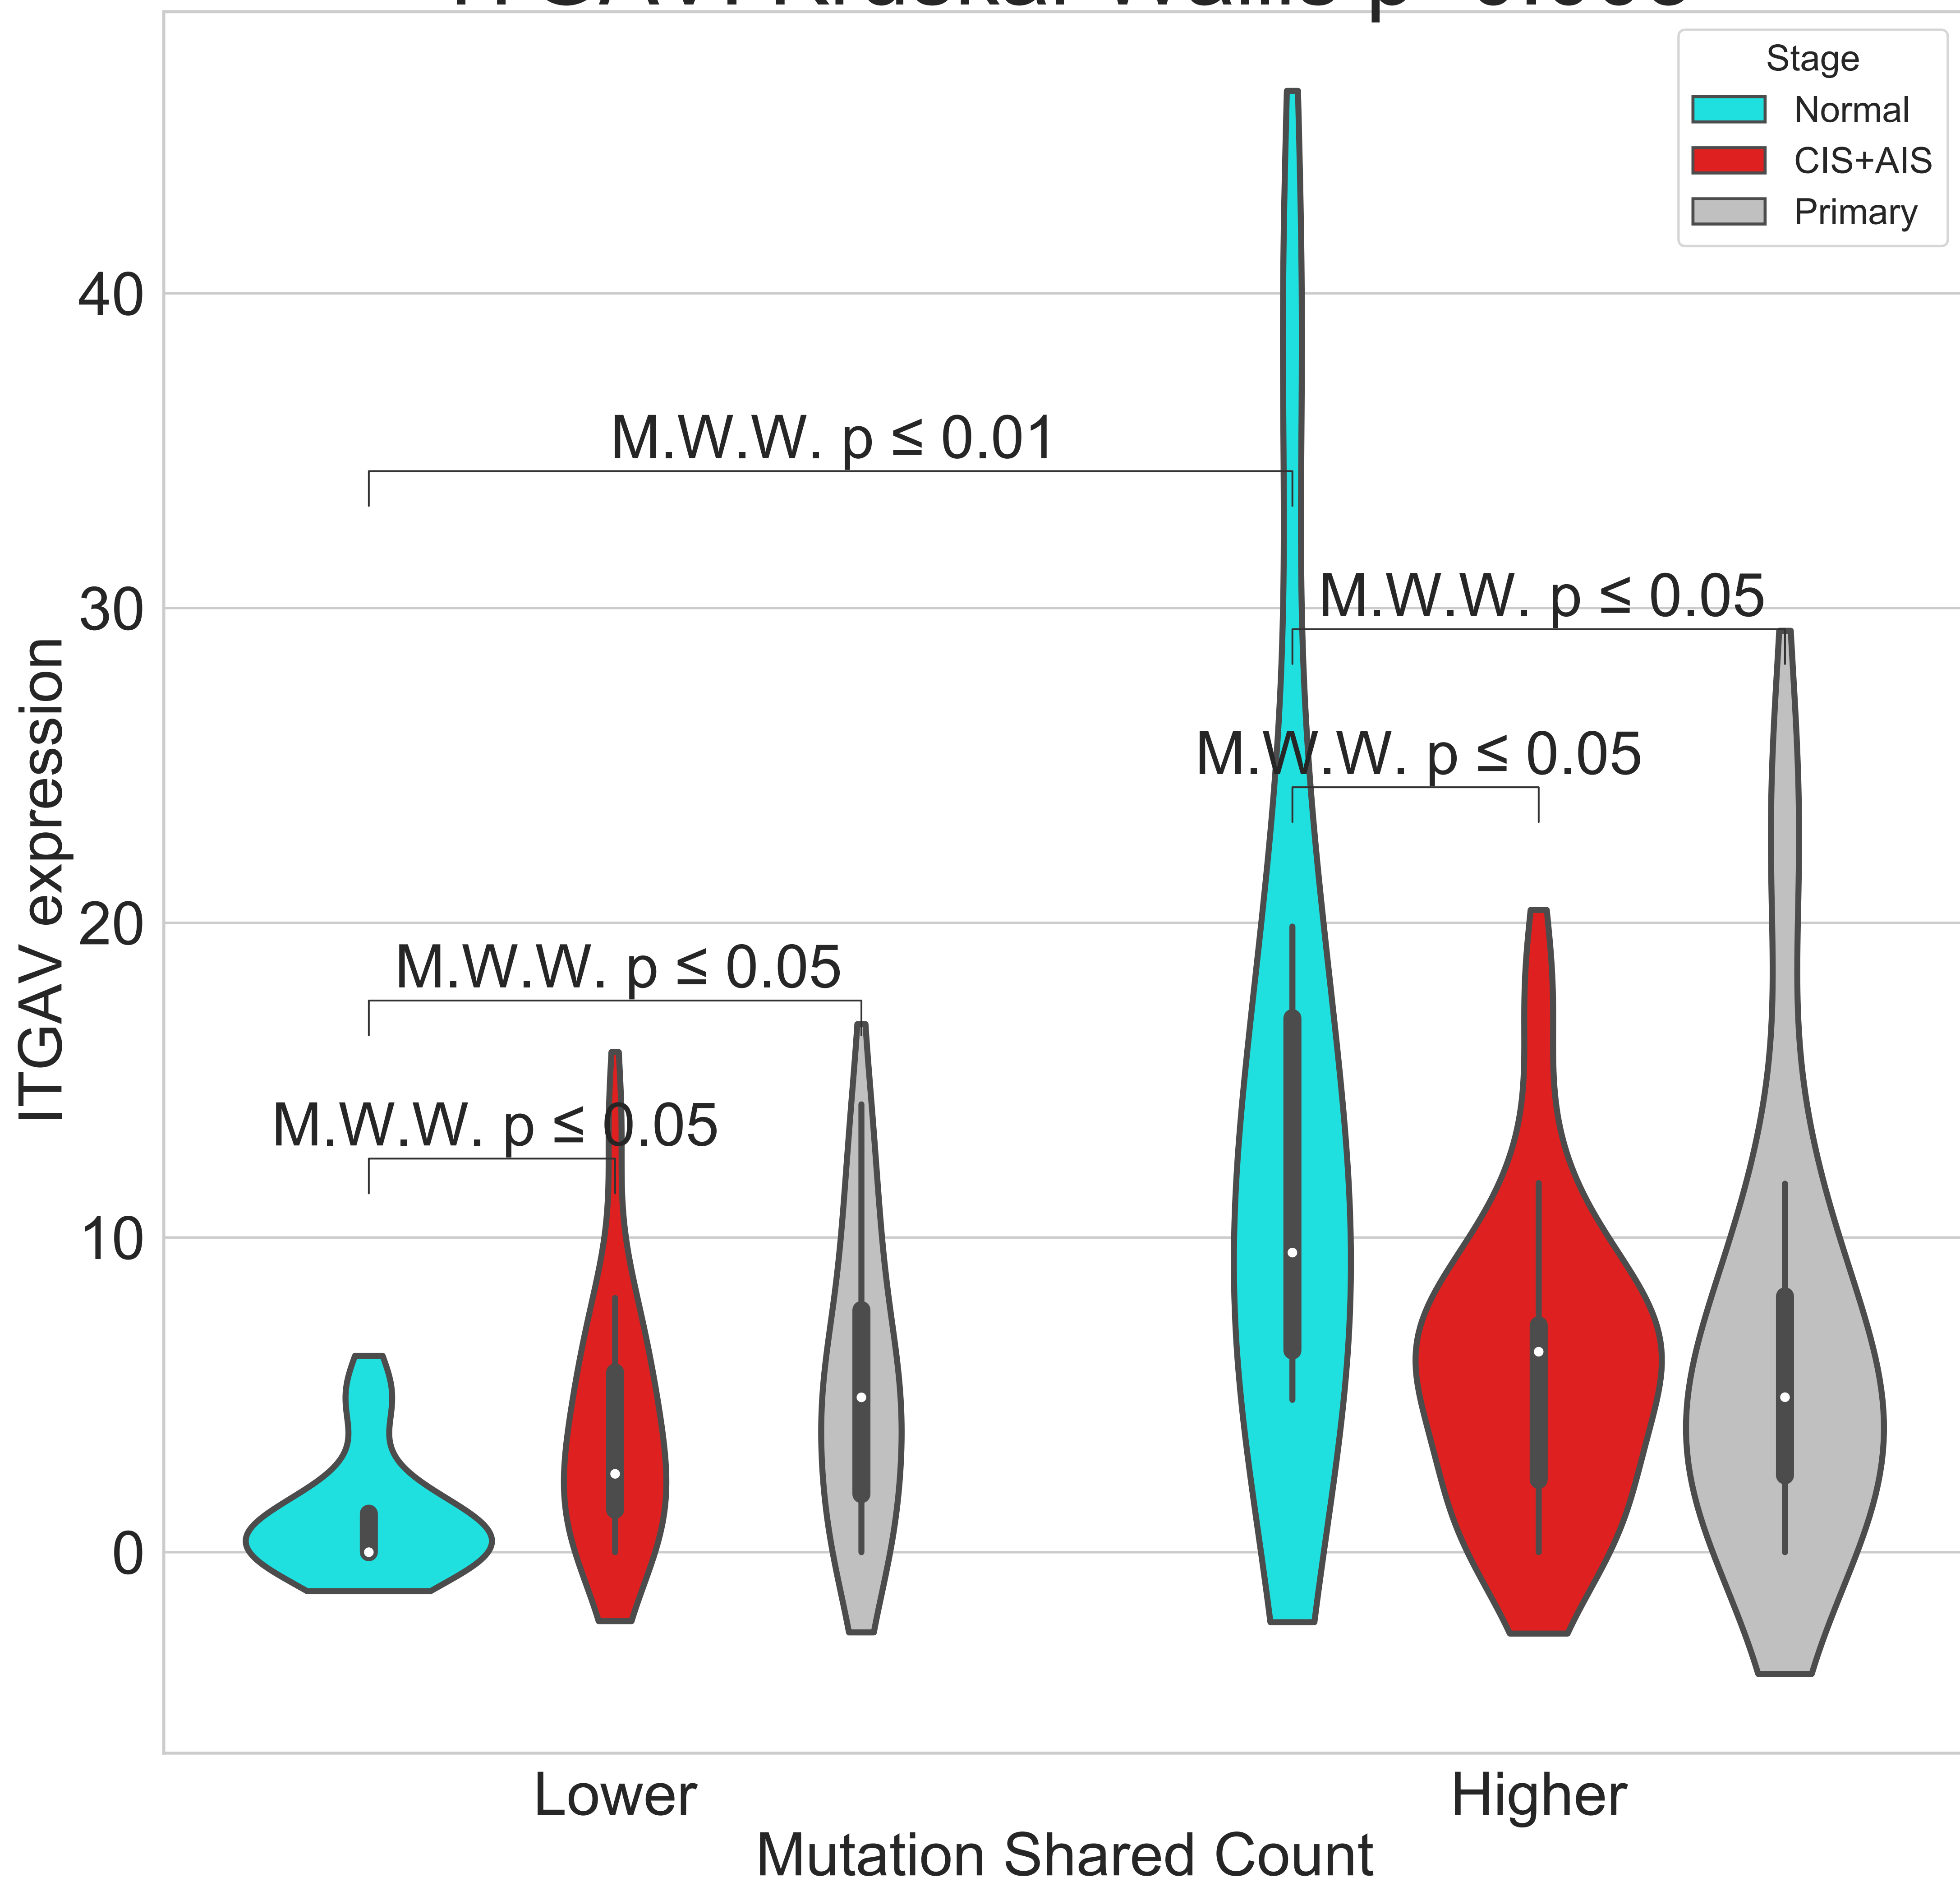 Stage
Normal
CIS+AIS
Primary
40
M.W.W. p ≤ 0.01
30
M.W.W. p ≤ 0.05
M.W.W. p ≤ 0.05
ITGAV expression
20
M.W.W. p ≤ 0.05
M.W.W. p ≤ 0.05
10
0
Lower
Higher
Mutation Shared Count